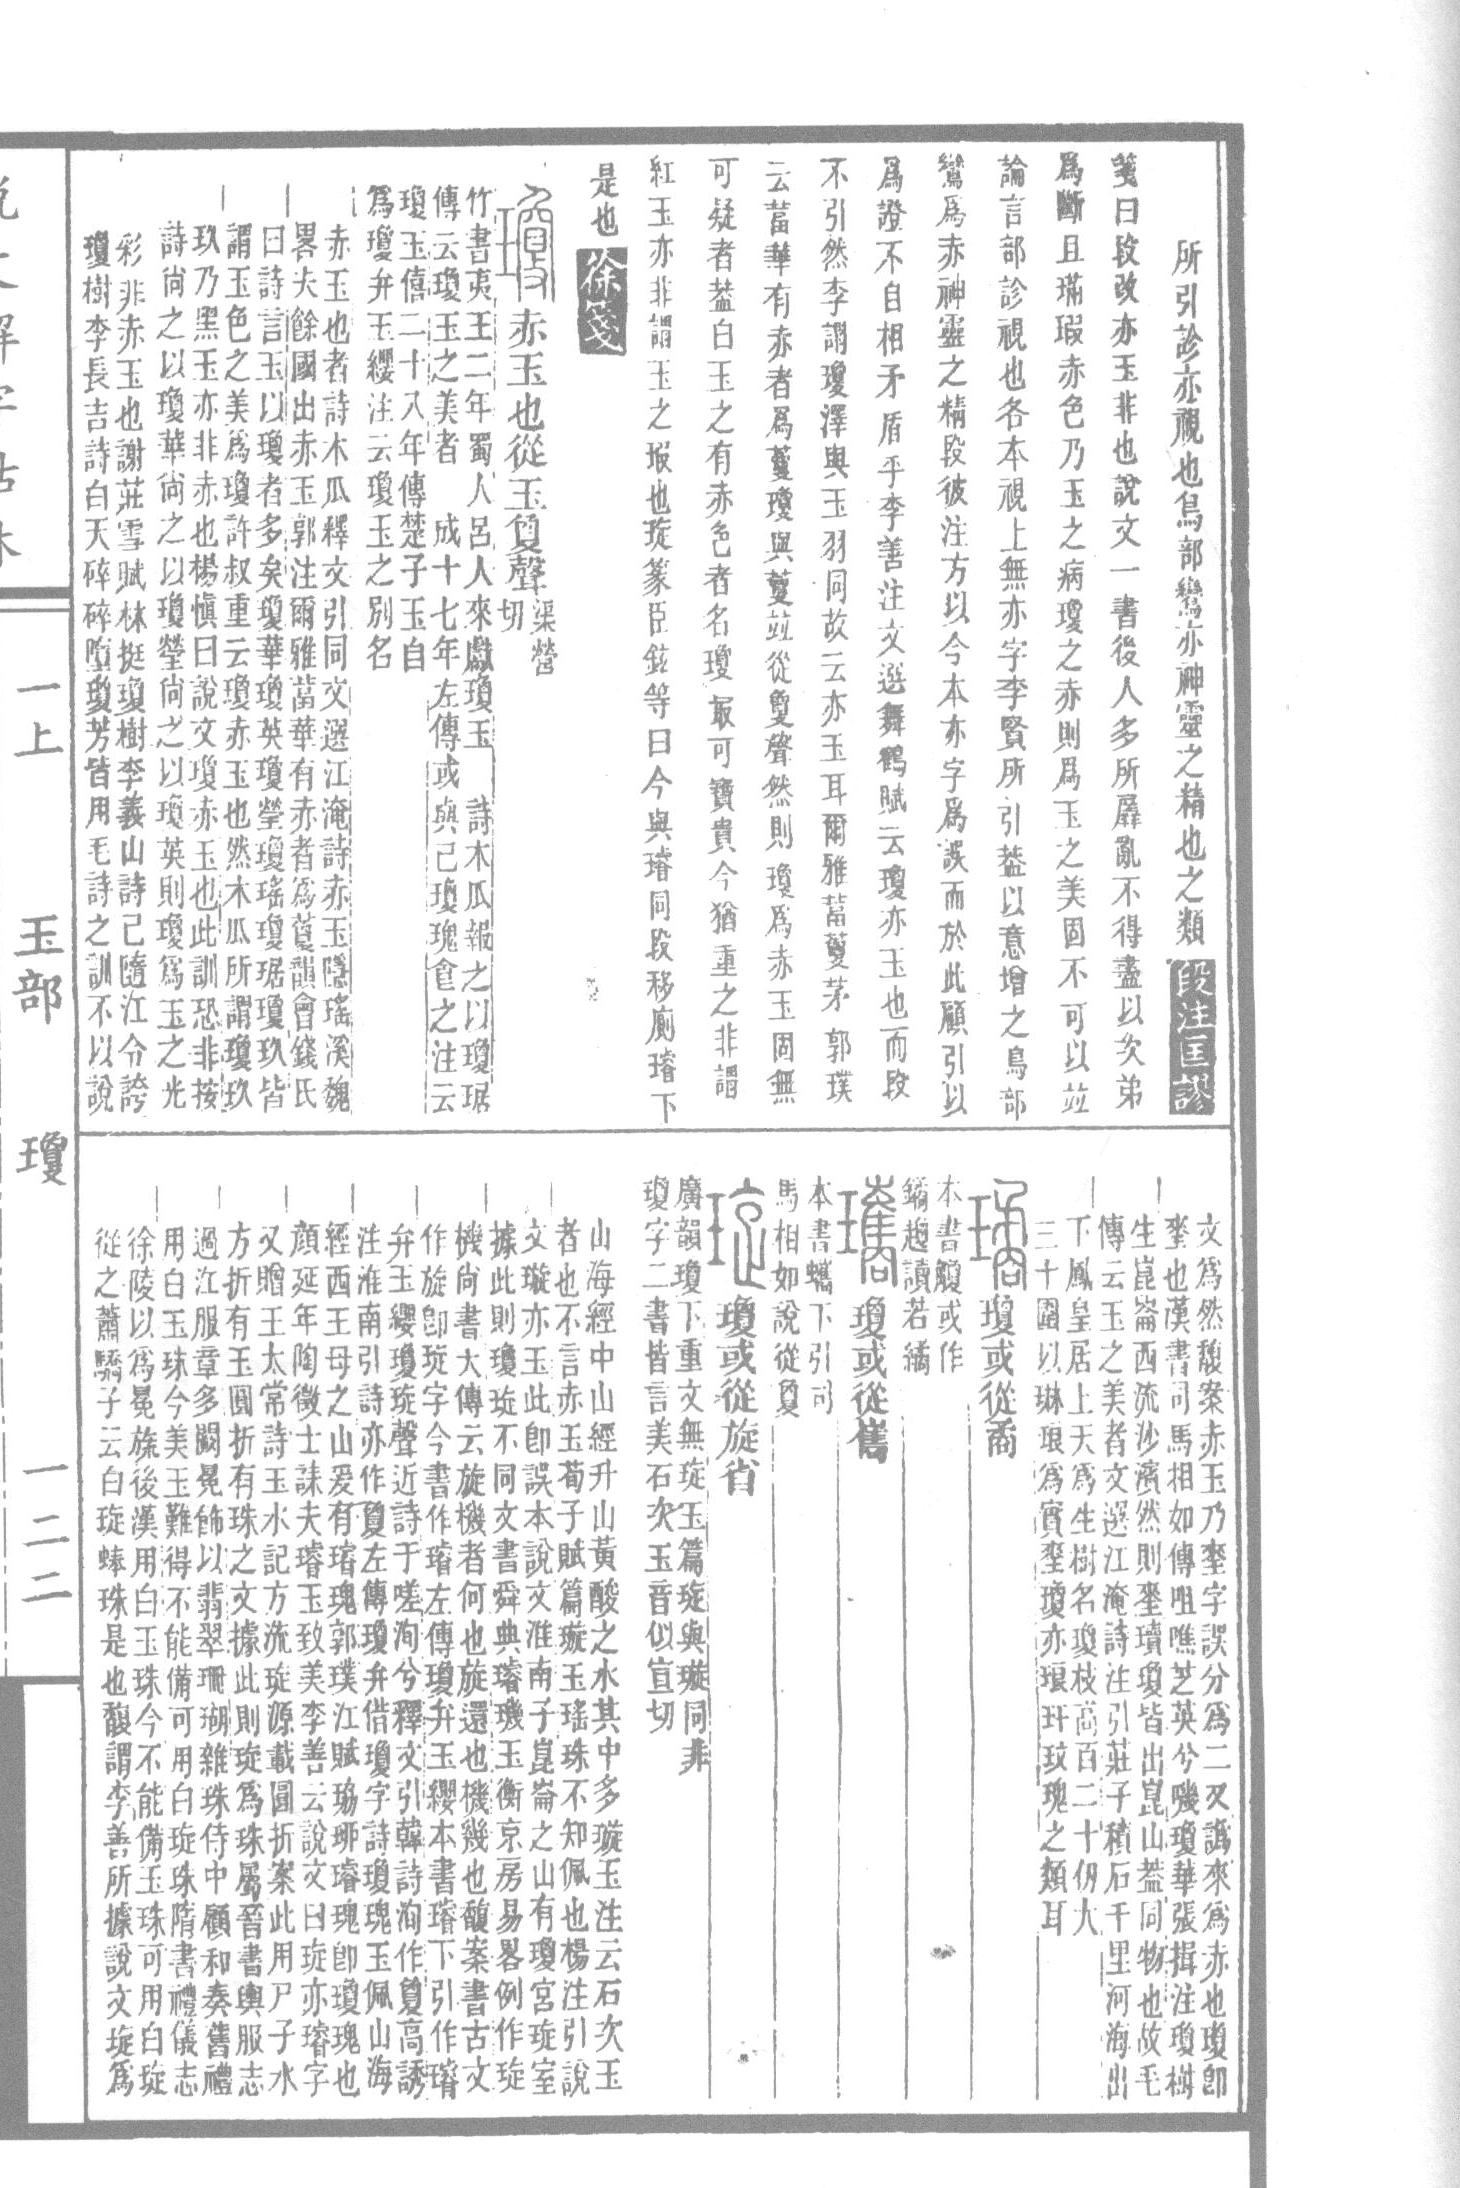 所引診亦視也鳥部鸞亦神靈之精也之類 段注匡謬
箋曰段改亦玉非也說文一書後人多所羼亂不得盡以次弟
爲斷且璊瑕赤色乃玉之病瓊之赤則爲玉之美固不可以竝
論言部診視也各本視上無亦字李賢所引葢以意增之鳥部
鸞爲赤神靈之精段彼注方以今本亦字爲誤而於此顧引以
爲證不自相矛盾乎李善注文選舞鶴賦云瓊亦玉也而段
不引然李謂瓊澤與玉羽同故云亦玉耳爾雅葍藑茅郭璞
云葍華有赤者爲藑瓊與藑竝從夐聲然則瓊爲赤玉固無
可疑者葢白玉之有赤色者名瓊最可寶貴今猶重之非謂
紅玉亦非謂玉之瑕也琁篆臣鉉等曰今與璿同段移廁璿下
是也 徐箋
瓊 赤玉也從玉夐聲 渠營切
竹書夷王二年蜀人呂人來獻瓊玉 詩木瓜報之以瓊琚
傳云瓊玉之美者 成十七年左傳或與己瓊瑰食之注云
瓊玉僖二十八年傳楚子玉自
爲瓊弁玉纓注云瓊玉之別名
赤玉也者詩木瓜釋文引同文選江淹詩赤玉隱瑤溪魏
畧夫餘國出赤玉郭注爾雅葍華有赤者爲藑韻會錢氏
曰詩言玉以瓊者多矣瓊華瓊英瓊瑩瓊瑤瓊琚瓊玖皆
謂玉色之美爲瓊許叔重云瓊赤玉也然木瓜所謂瓊玖
玖乃黑玉亦非赤也楊愼曰說文瓊赤玉也此訓恐非按
詩尙之以瓊華尙之以瓊瑩尙之以瓊英則瓊爲玉之光
彩非赤玉也謝莊雪賦林挺瓊樹李義山詩已隨江令誇
瓊樹李長吉詩白天碎碎墮瓊芳皆用毛詩之訓不以說
文爲然馥案赤玉乃壑字誤分爲二又譌來爲赤也瓊卽
壑也漢書司馬相如傳咀噍芝英兮嘰瓊華張揖注瓊樹
生崑崙西流沙濱然則壑瓊皆出崑山葢同物也故毛
傳云玉之美者文選江淹詩注引莊子積石千里河海出
下鳳皇居上天爲生樹名瓊枝高百二十仞大
三十圍以琳琅爲實壑瓊亦琅玕玟瑰之類耳
璚 瓊或從矞
本書觼或作
鐍趫讀若繘
瓗 瓊或從巂
本書蠵下引司
馬相如說從夐
琁 瓊或從旋省
廣韻瓊下重文無琁玉篇琁與璇同非
瓊字二書皆言美石次玉音似宣切
山海經中山經升山黃酸之水其中多璇玉注云石次玉
者也不言赤玉荀子賦篇璇玉瑤珠不知佩也楊注引說
文璇亦玉此卽誤本說文淮南子崑崙之山有瓊宮琁室
據此則瓊琁不同文書舜典璿璣玉衡京房易畧例作琁
機尙書大傳云旋機者何也旋還也機幾也馥案書古文
作旋卽琁字今書作璿左傳瓊弁玉纓本書璿下引作璿
弁玉纓瓊琁聲近詩于嗟洵兮釋文引韓詩洵作夐高誘
注淮南引詩亦作夐左傳瓊弁借瓊字詩瓊瑰玉佩山海
經西王母之山爰有璿瑰郭璞江賦琊璿瑰卽瓊瑰也
顏延年陶徵士誄夫璿玉致美李善云說文曰琁亦璿字
又贈王太常詩玉水記方流琁源載圓折案此用尸子水
方折有玉圓折有珠之文據此則琁爲珠屬晉書輿服志
過江服章多闕冕飾以翡翠珊瑚雜珠侍中顧和奏舊禮
用白玉珠今美玉難得不能備可用白琁珠隋書禮儀志
徐陵以爲冕旒後漢用白玉珠今不能備玉珠可用白琁
從之蕭驕子云白琁蜯珠是也馥謂李善所據說文琁爲
一上 玉部 瓊 一二二